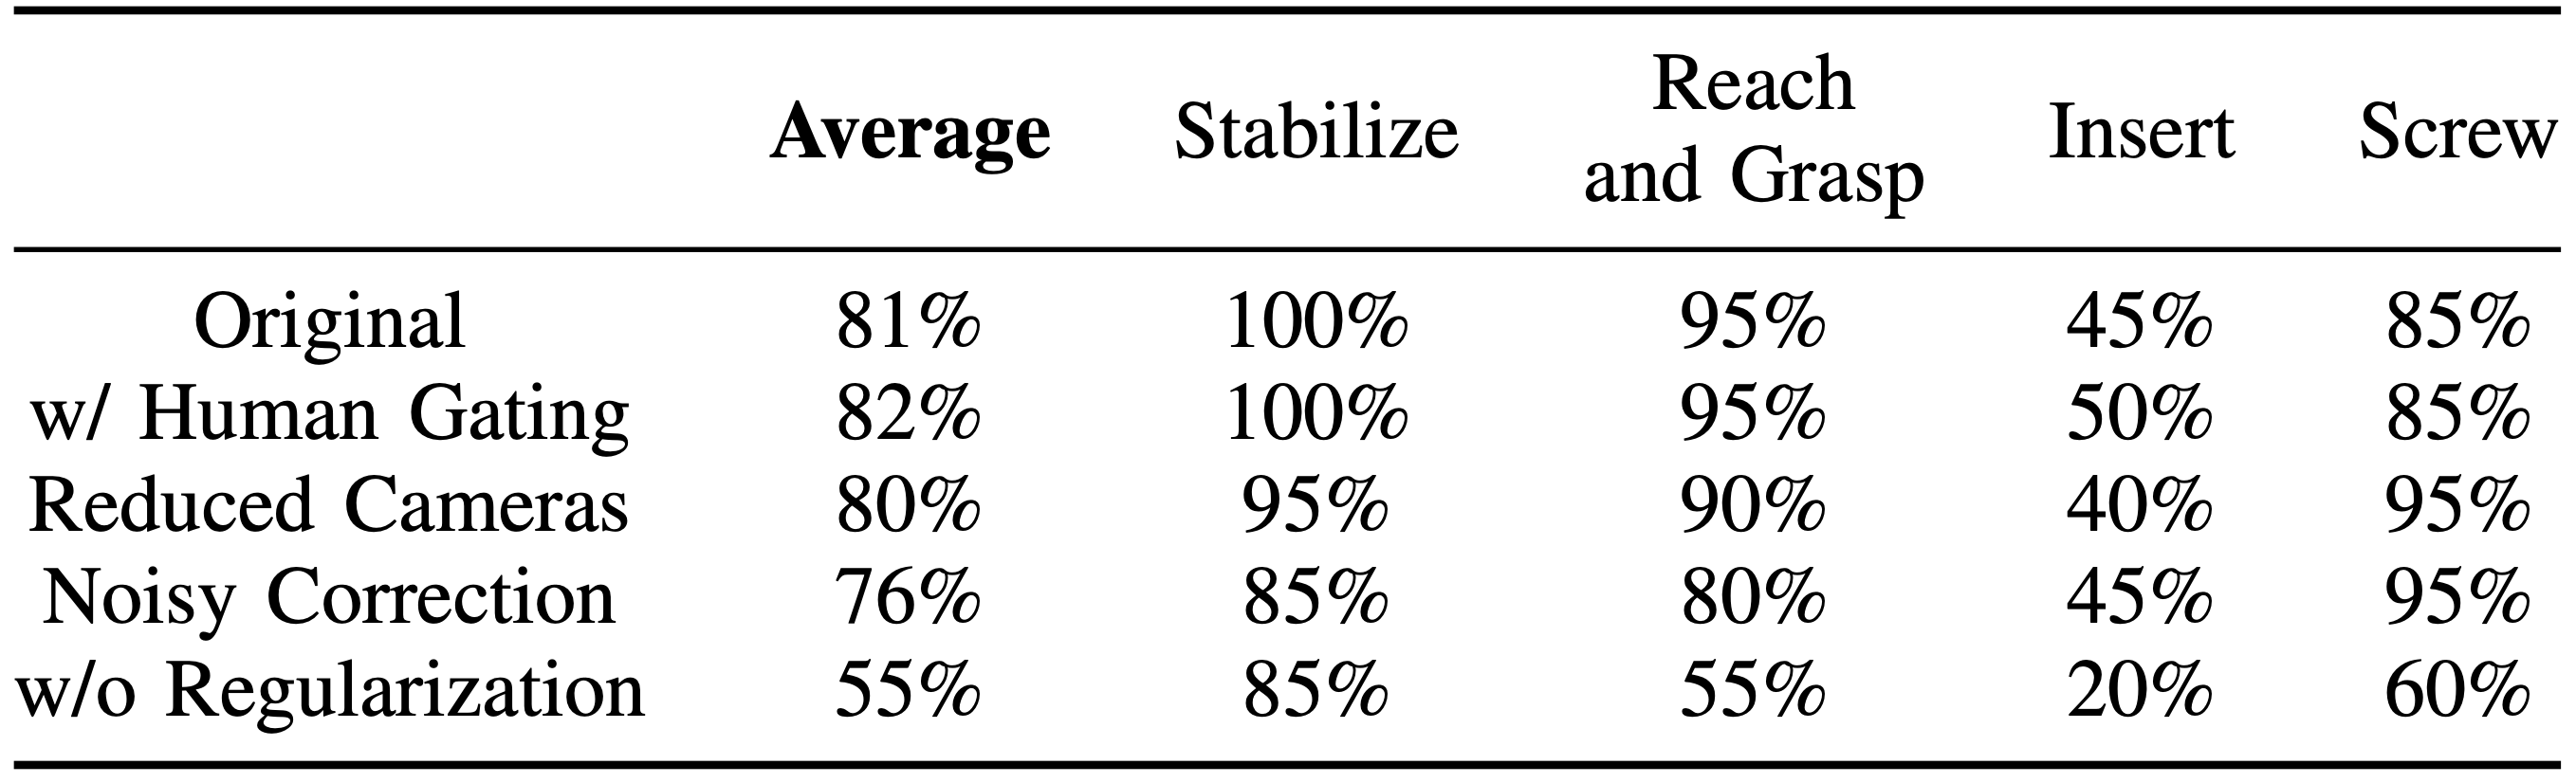 Average Stabilize Reach and Grasp Insert Screw
Original 81% 100% 95% 45% 85%
w/ Human Gating 82% 100% 95% 50% 85%
Reduced Cameras 80% 95% 90% 40% 95%
Noisy Correction 76% 85% 80% 45% 95%
w/o Regularization 55% 85% 55% 20% 60%